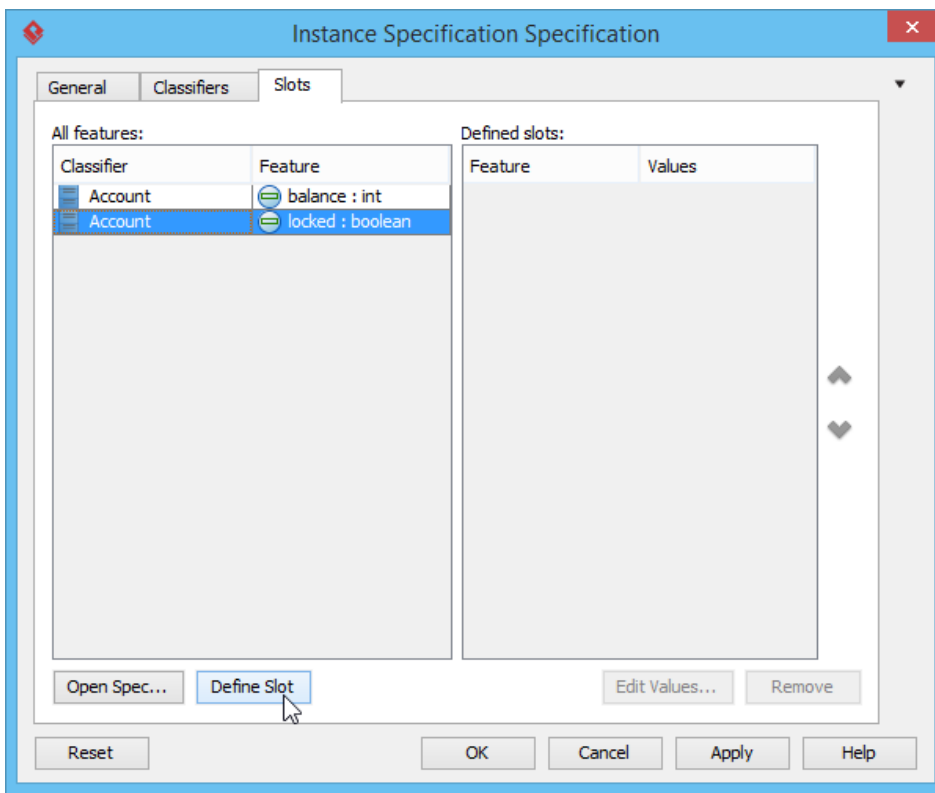 Instance Specification Specification
General Classifiers Slots
All features: Defined slots:
Classifier Feature Feature Values
Account balance : int
Account locked : boolean
Open Spec... Define Slot Edit Values... Remove
Reset OK Cancel Apply Help